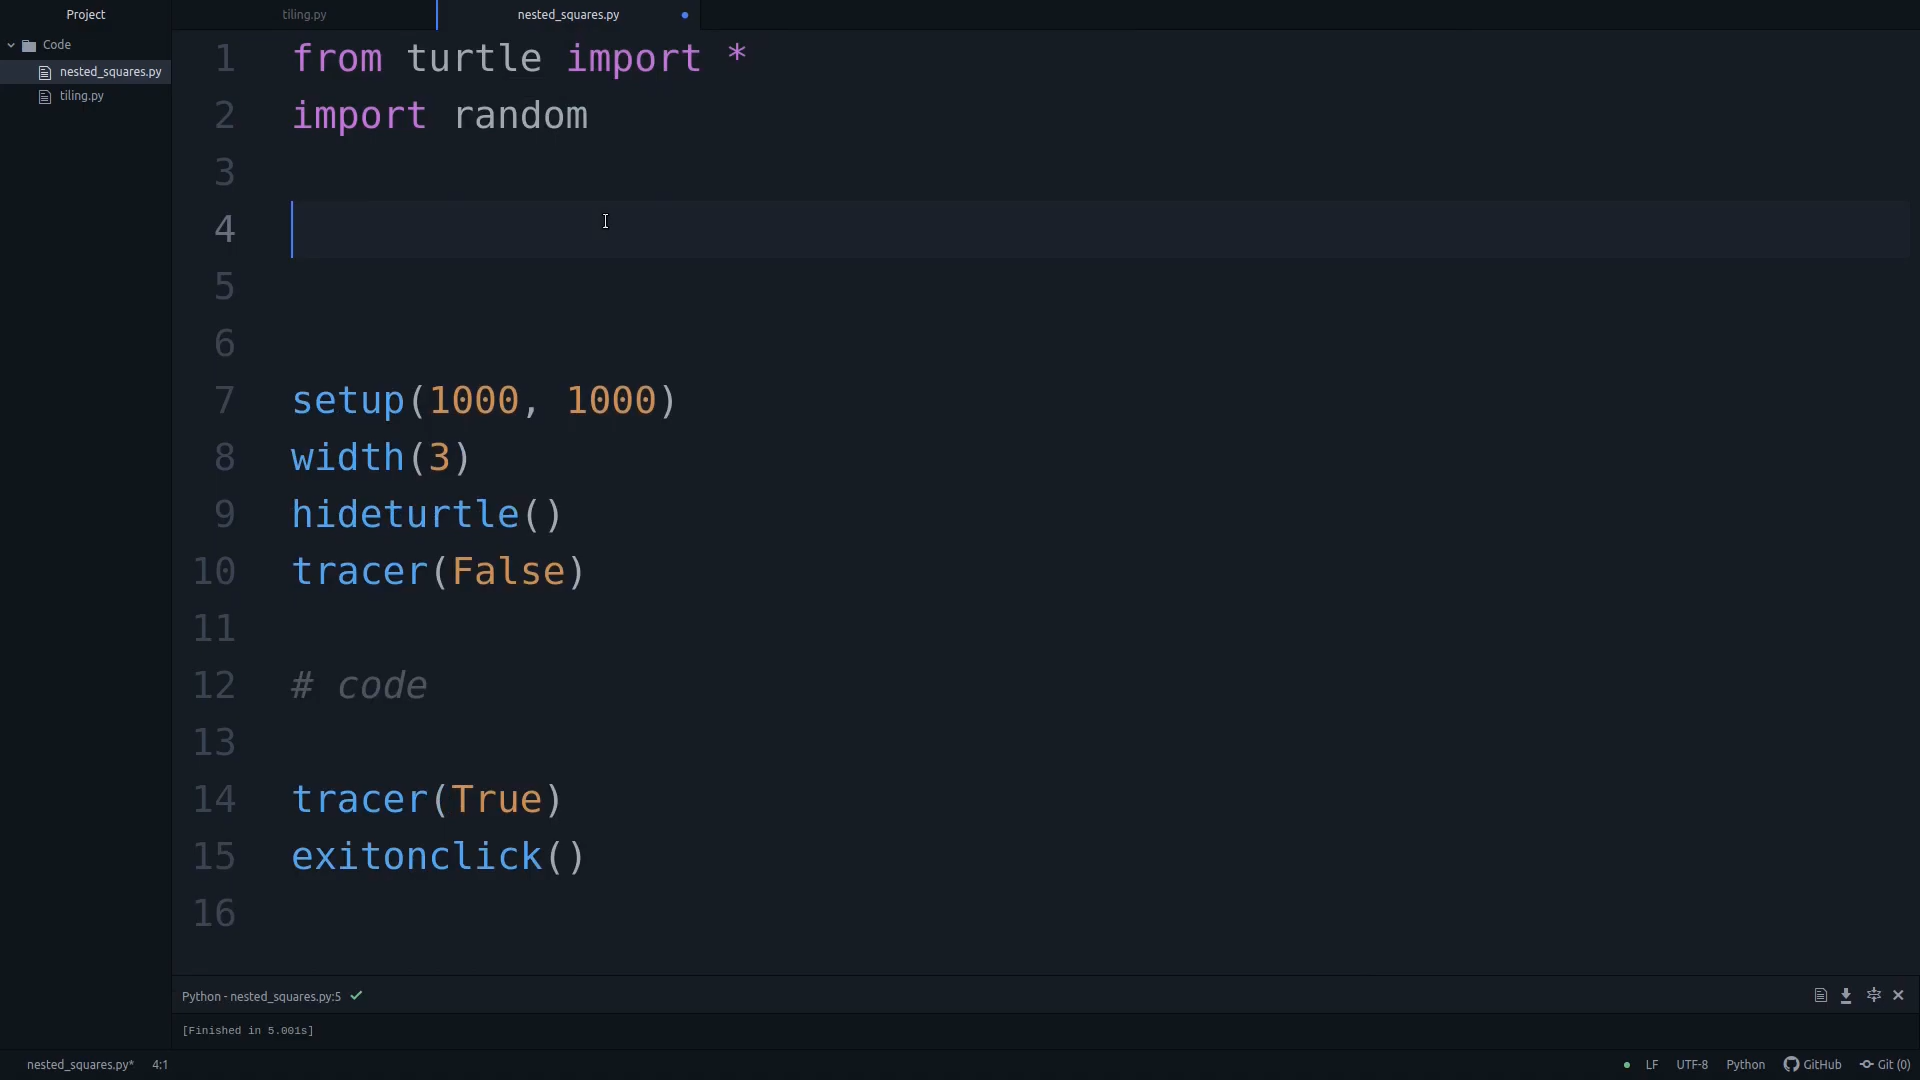 Project
tiling.py
nested_squares.py
Code
nested_squares.py
tiling.py
1 from turtle import *
2 import random
3
4
5
6
7 setup(1000, 1000)
8 width(3)
9 hideturtle()
10 tracer(False)
11
12 # code
13
14 tracer(True)
15 exitonclick()
16
Python - nested_squares.py:5
[Finished in 5.001s]
nested_squares.py* 4:1 LF UTF-8 Python GitHub Git (0)